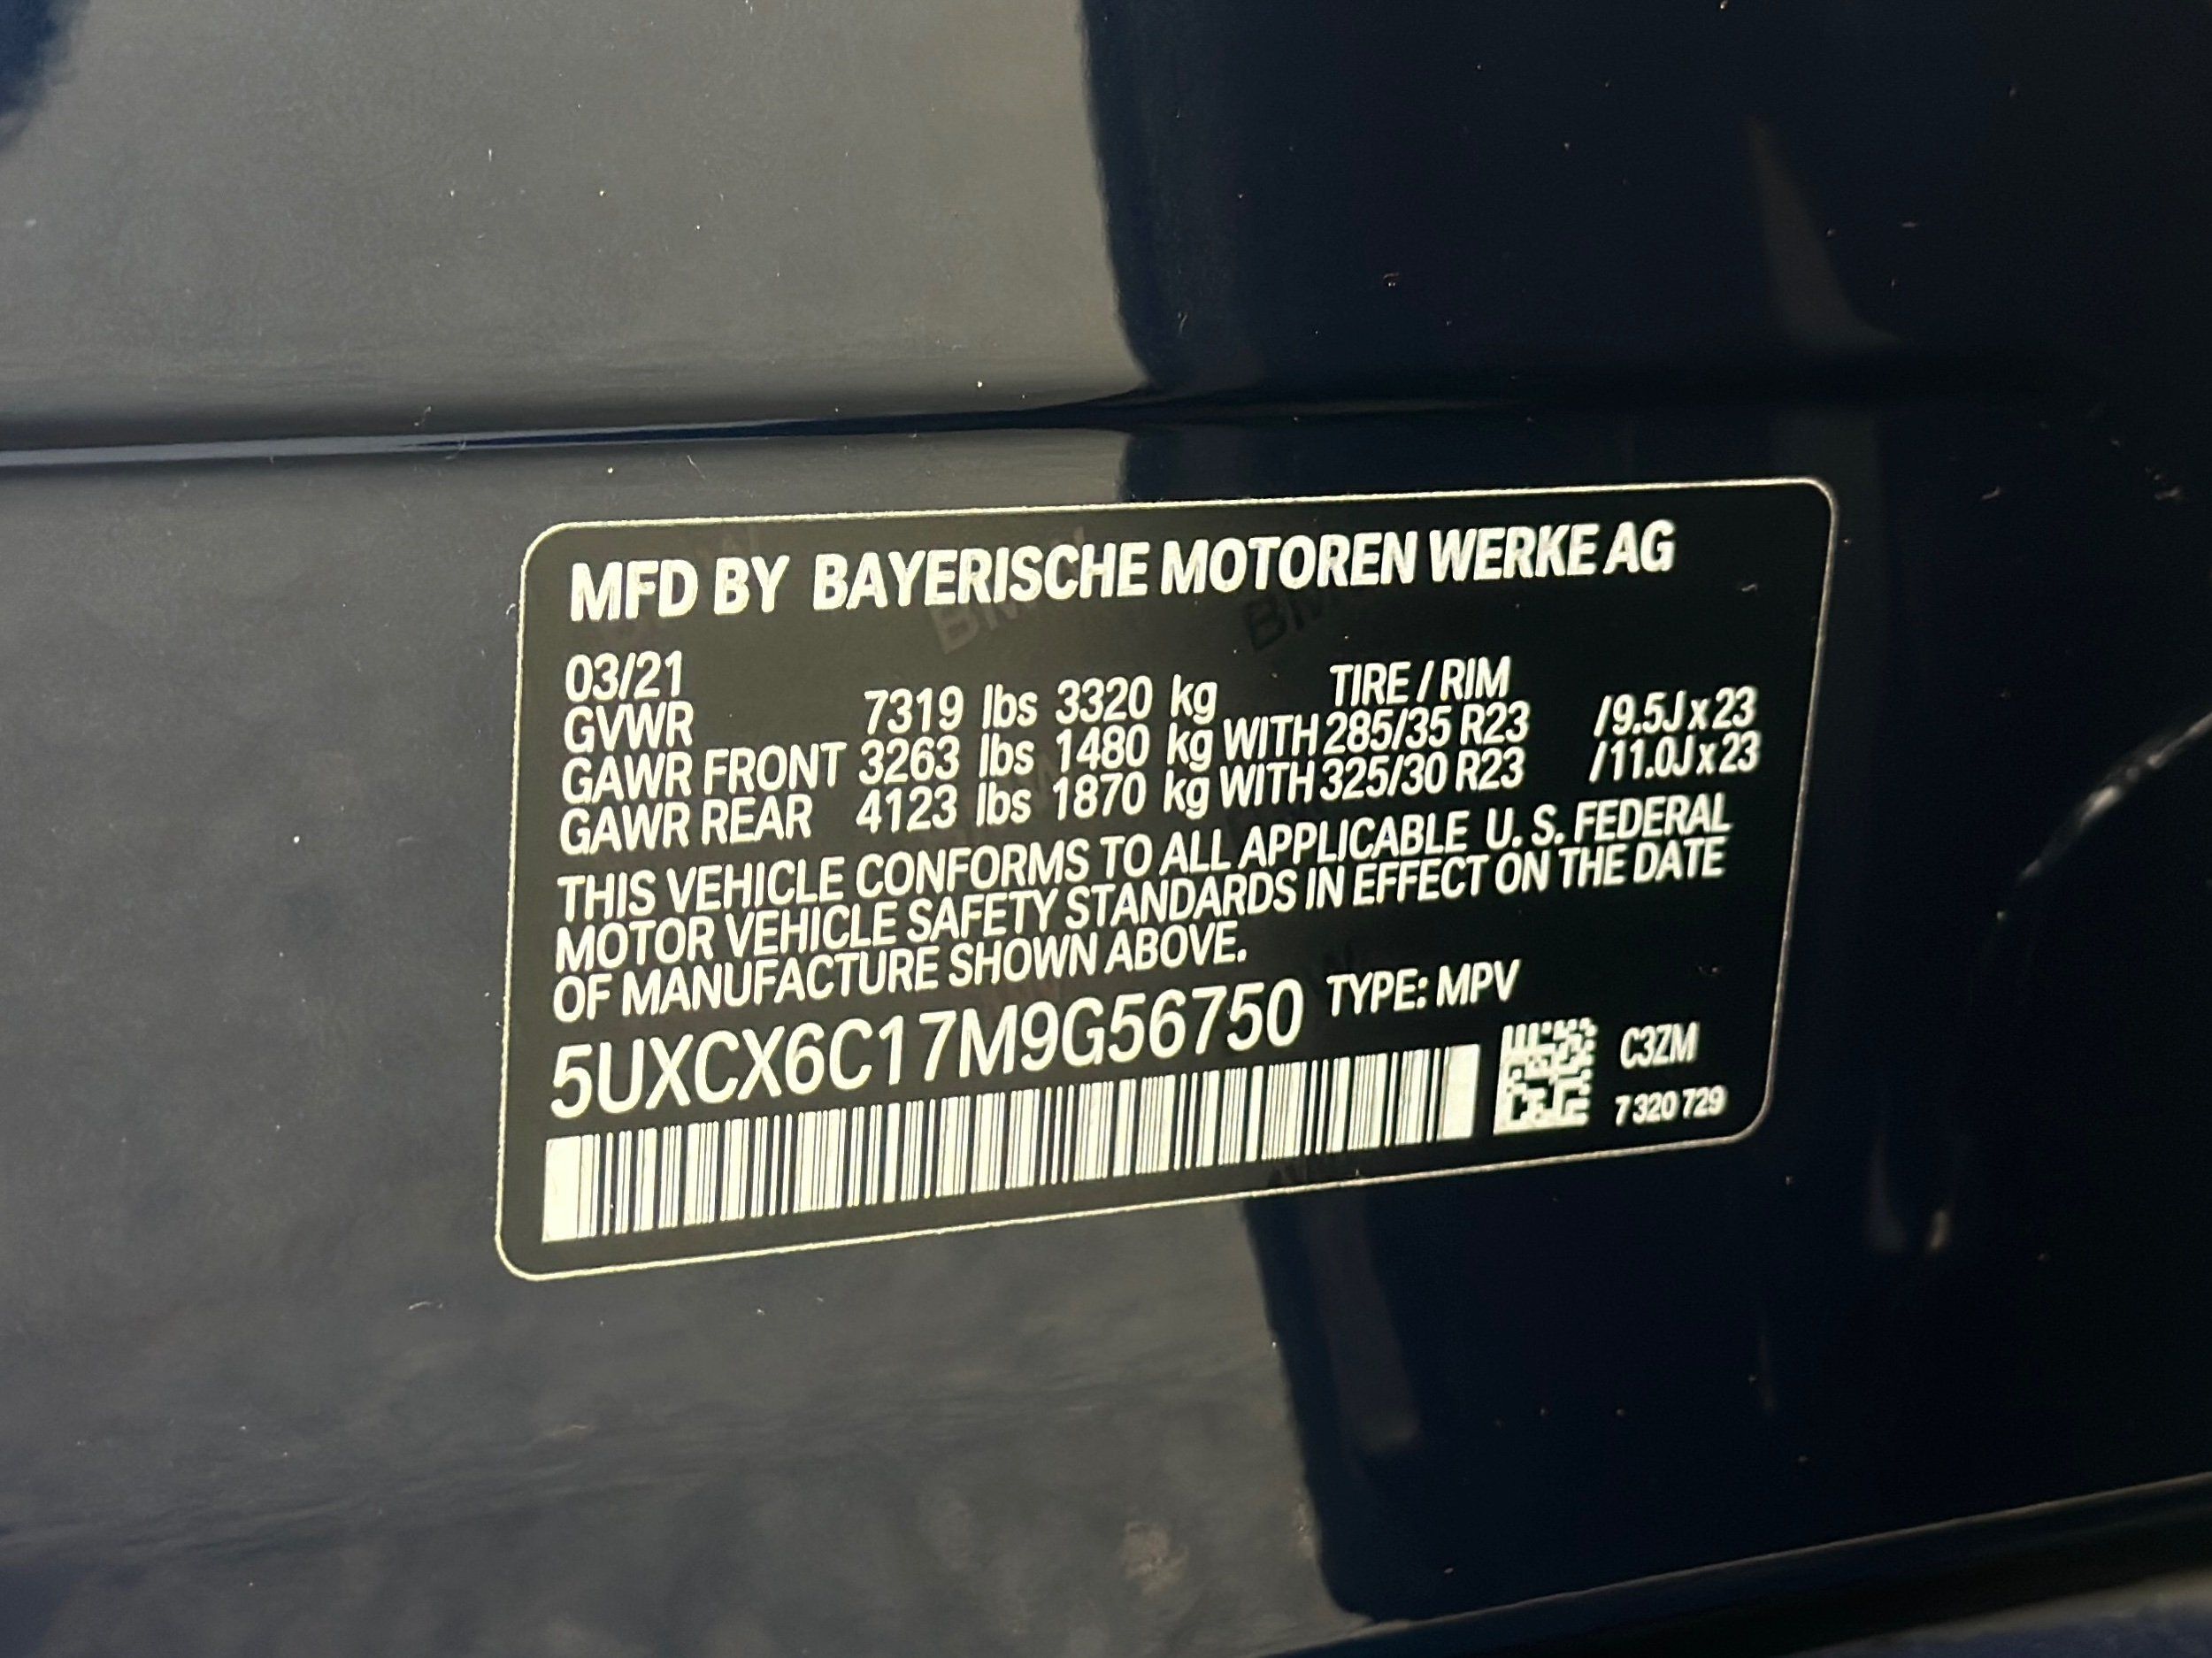 MFD BY BAYERISCHE MOTOREN WERKE AG
03/21 TIRE / RIM
GVWR 7319 lbs 3320 kg
GAWR FRONT 3263 lbs 1480 kg WITH 285/35 R23 /9.5J x 23
GAWR REAR 4123 lbs 1870 kg WITH 325/30 R23 /11.0J x 23
THIS VEHICLE CONFORMS TO ALL APPLICABLE U. S. FEDERAL
MOTOR VEHICLE SAFETY STANDARDS IN EFFECT ON THE DATE
OF MANUFACTURE SHOWN ABOVE.
5UXCX6C17M9G56750 TYPE: MPV
C3ZM
7 320 729